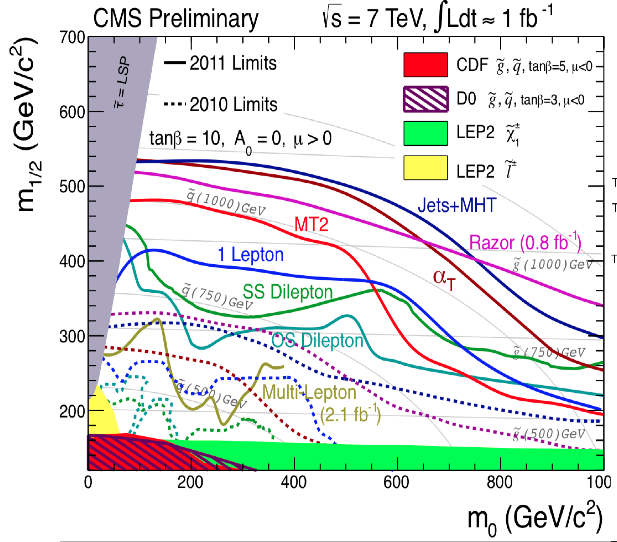 CMS Preliminary √s = 7 TeV, ∫Ldt ≈ 1 fb⁻¹
m₁/₂ (GeV/c²)
700
600
500
400
300
200
τ̃ = LSP
2011 Limits
2010 Limits
tanβ = 10, A₀ = 0, μ > 0
CDF g̃, q̃, tanβ=5, μ<0
D0 g̃, q̃, tanβ=3, μ<0
LEP2 χ̃₁±
LEP2 l̃±
q̃(1000)GeV
Jets+MHT
MT2
Razor (0.8 fb⁻¹)
1 Lepton
g̃(1000)GeV
αT
SS Dilepton
q̃(750)GeV
OS Dilepton
g̃(750)GeV
q̃(500)GeV
Multi-Lepton
(2.1 fb⁻¹)
g̃(500)GeV
0 200 400 600 800 1000
m₀ (GeV/c²)